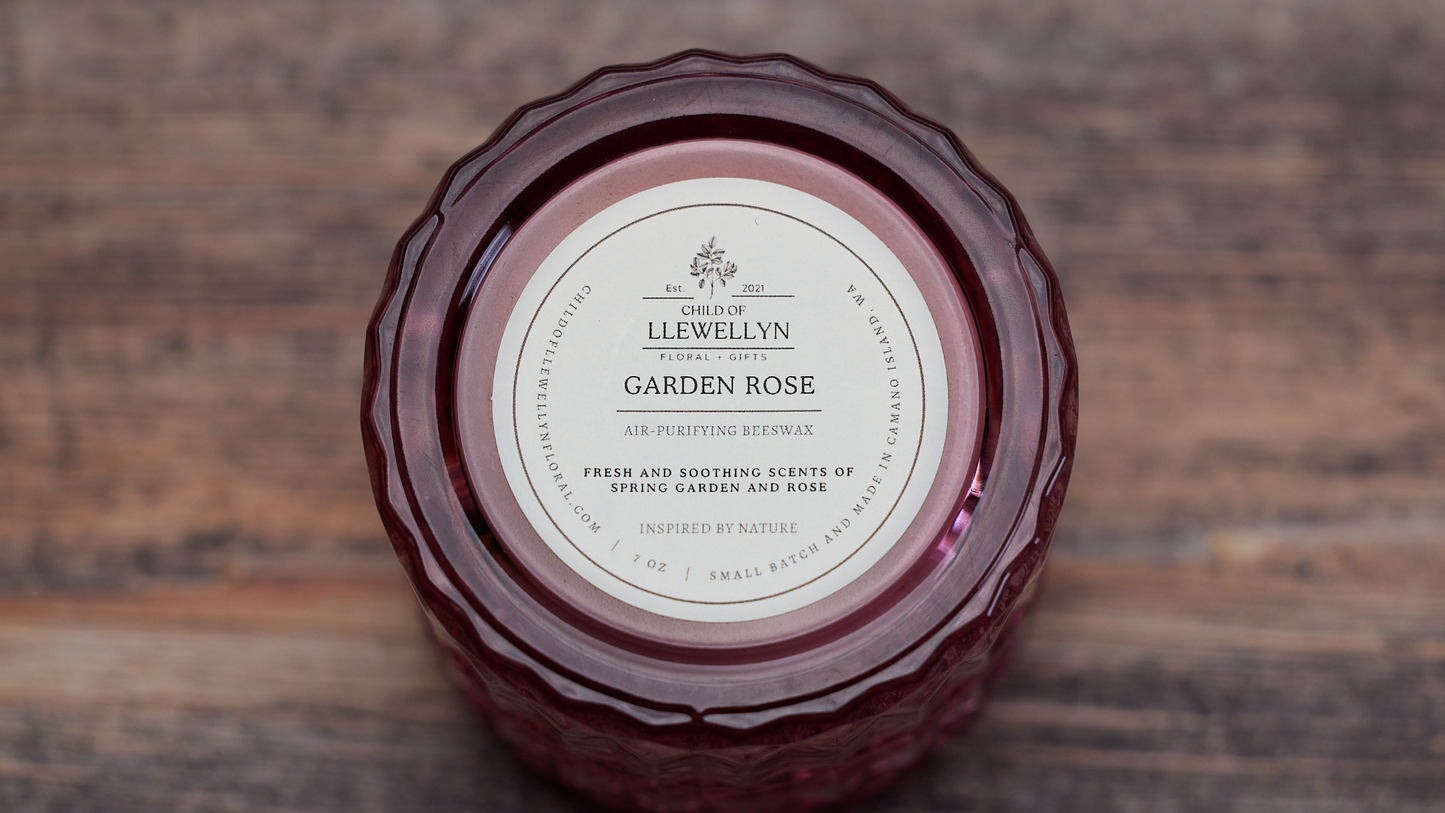 Est. 2021
CHILD OF
LLEWELLYN
FLORAL + GIFTS
GARDEN ROSE
AIR-PURIFYING BEESWAX
FRESH AND SOOTHING SCENTS OF
SPRING GARDEN AND ROSE
INSPIRED BY NATURE
CHILDOFLLEWELLYNFLORAL.COM | 7 OZ | SMALL BATCH AND MADE IN CAMANO ISLAND, WA